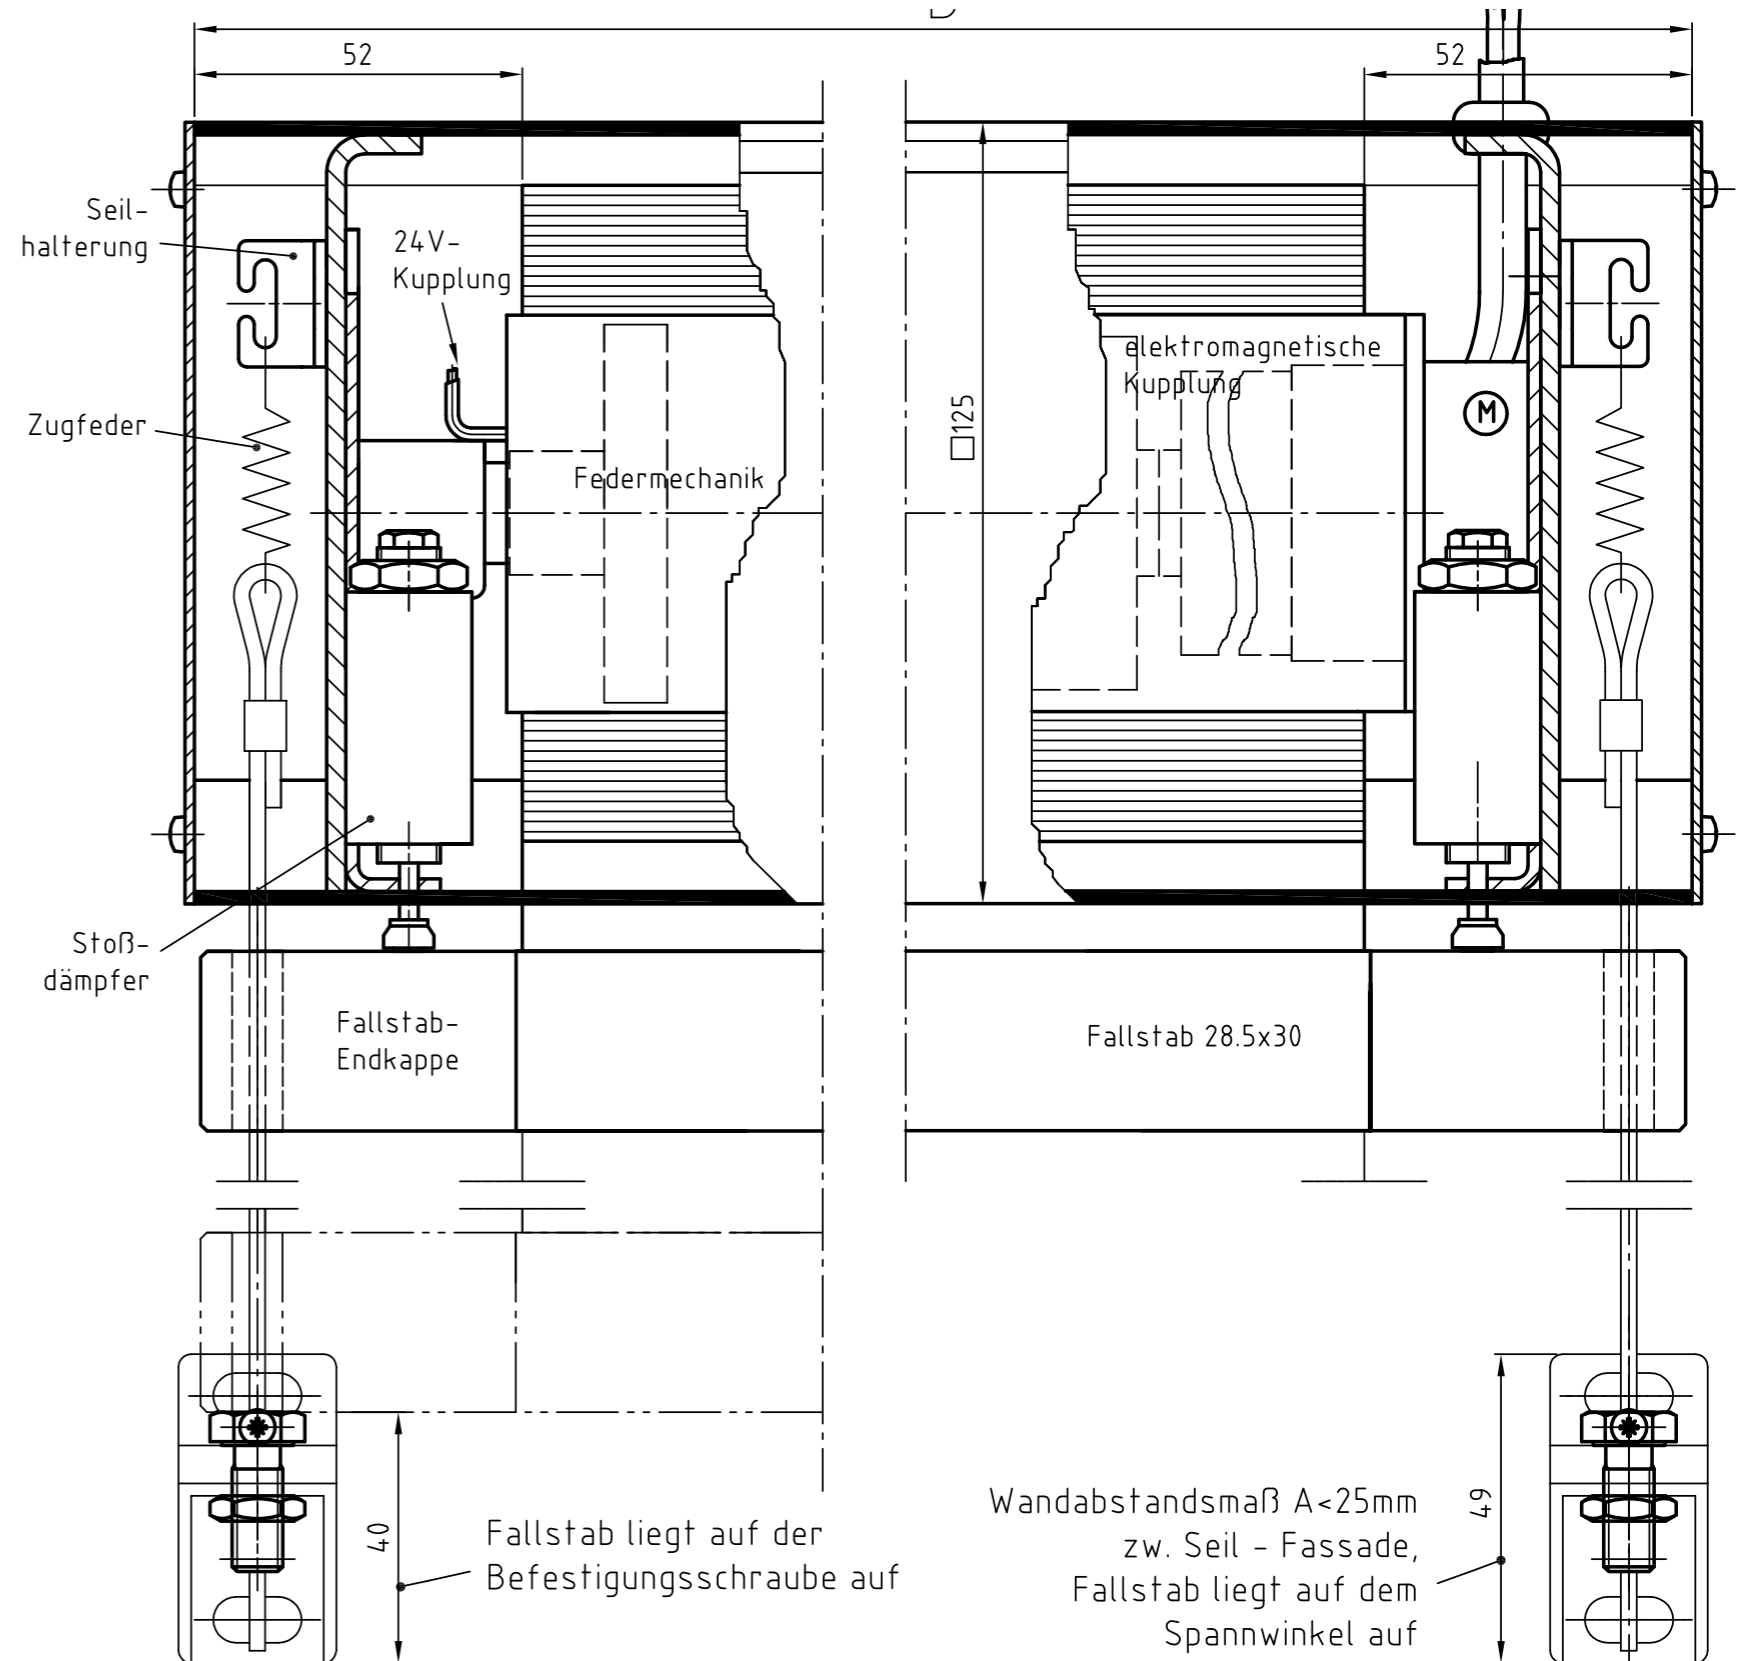 52
52
Seil-
halterung
24V-
Kupplung
elektromagnetische
Kupplung
M
□125
Zugfeder
Federmechanik
Stoß-
dämpfer
Fallstab-
Endkappe
Fallstab 28.5x30
40
Fallstab liegt auf der
Befestigungsschraube auf
Wandabstandsmaß A<25mm
zw. Seil - Fassade,
Fallstab liegt auf dem
Spannwinkel auf
49